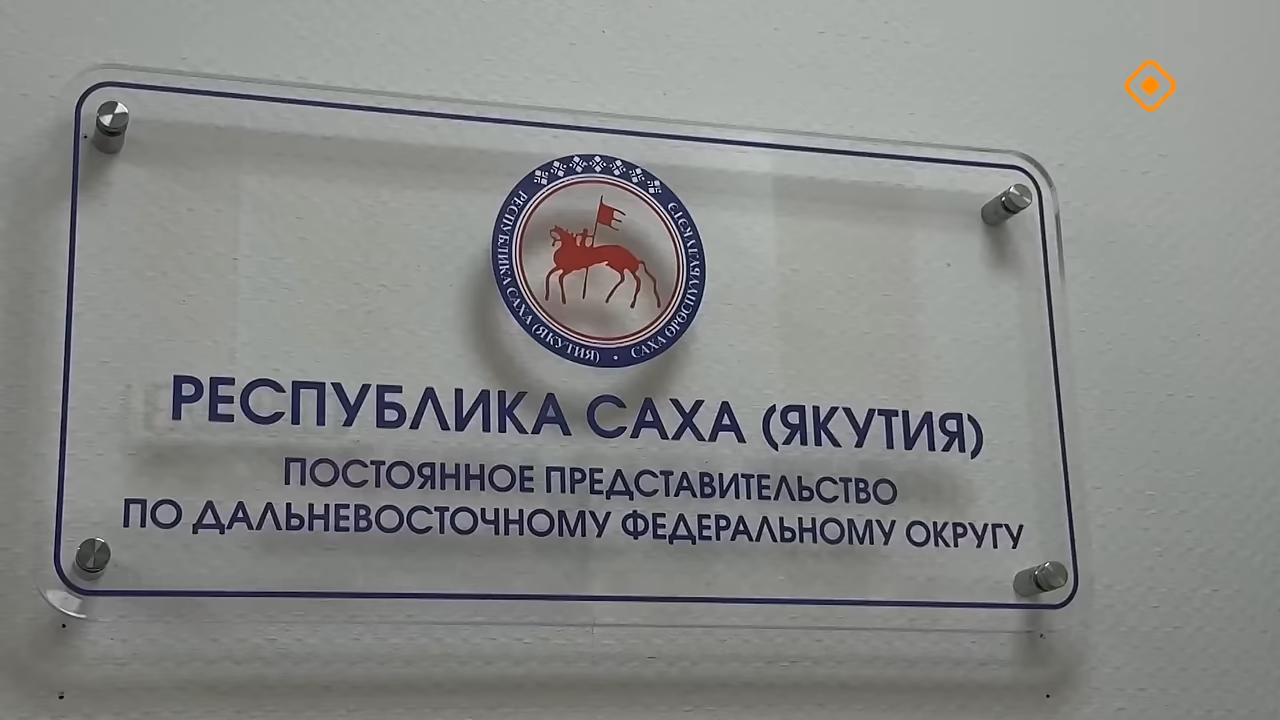 РЕСПУБЛИКА САХА (ЯКУТИЯ) • САХА ӨРӨСПҮҮБҮЛҮКЭТЭ
РЕСПУБЛИКА САХА (ЯКУТИЯ)
ПОСТОЯННОЕ ПРЕДСТАВИТЕЛЬСТВО
ПО ДАЛЬНЕВОСТОЧНОМУ ФЕДЕРАЛЬНОМУ ОКРУГУ